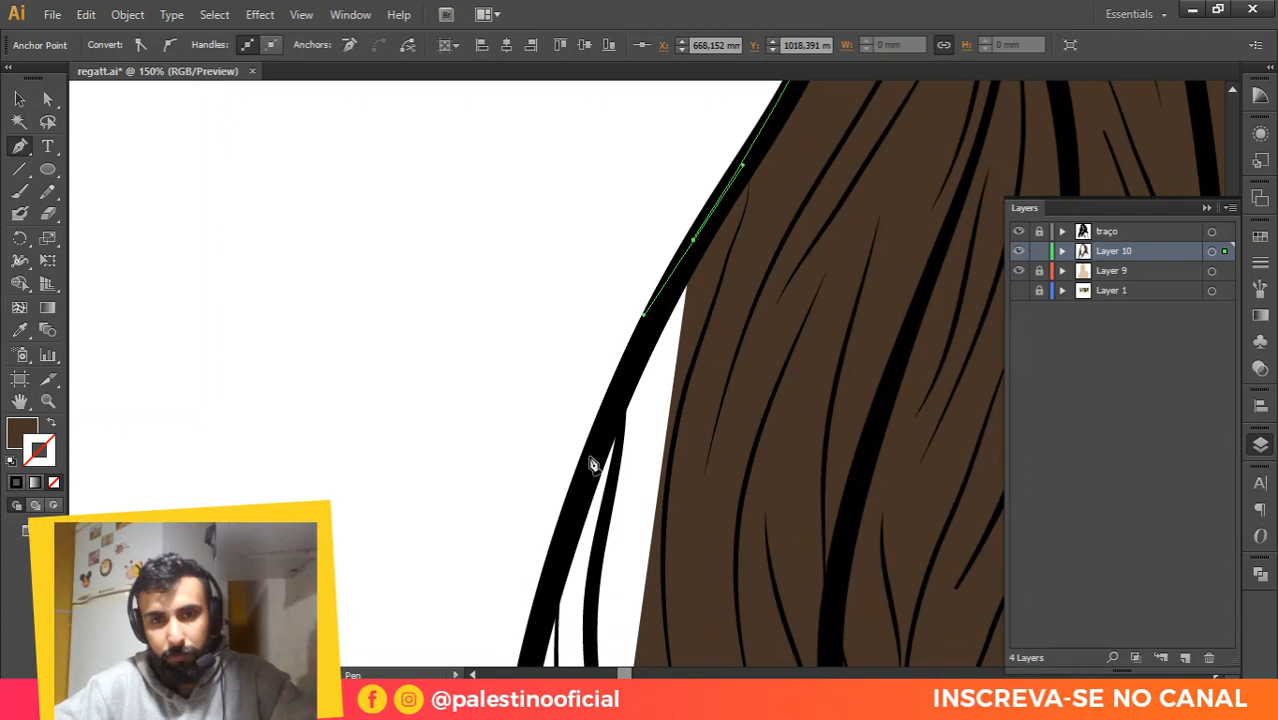 Ai File Edit Object Type Select Effect View Window Help Br Essentials
Anchor Point Convert: Handles: Anchors: X: 668,152 mm Y: 1018,391 m W: 0 mm H: 0 mm
regatt.ai* @ 150% (RGB/Preview)
Layers
traço
Layer 10
Layer 9
Layer 1
4 Layers
Pen
@palestinooficial
INSCREVA-SE NO CANAL